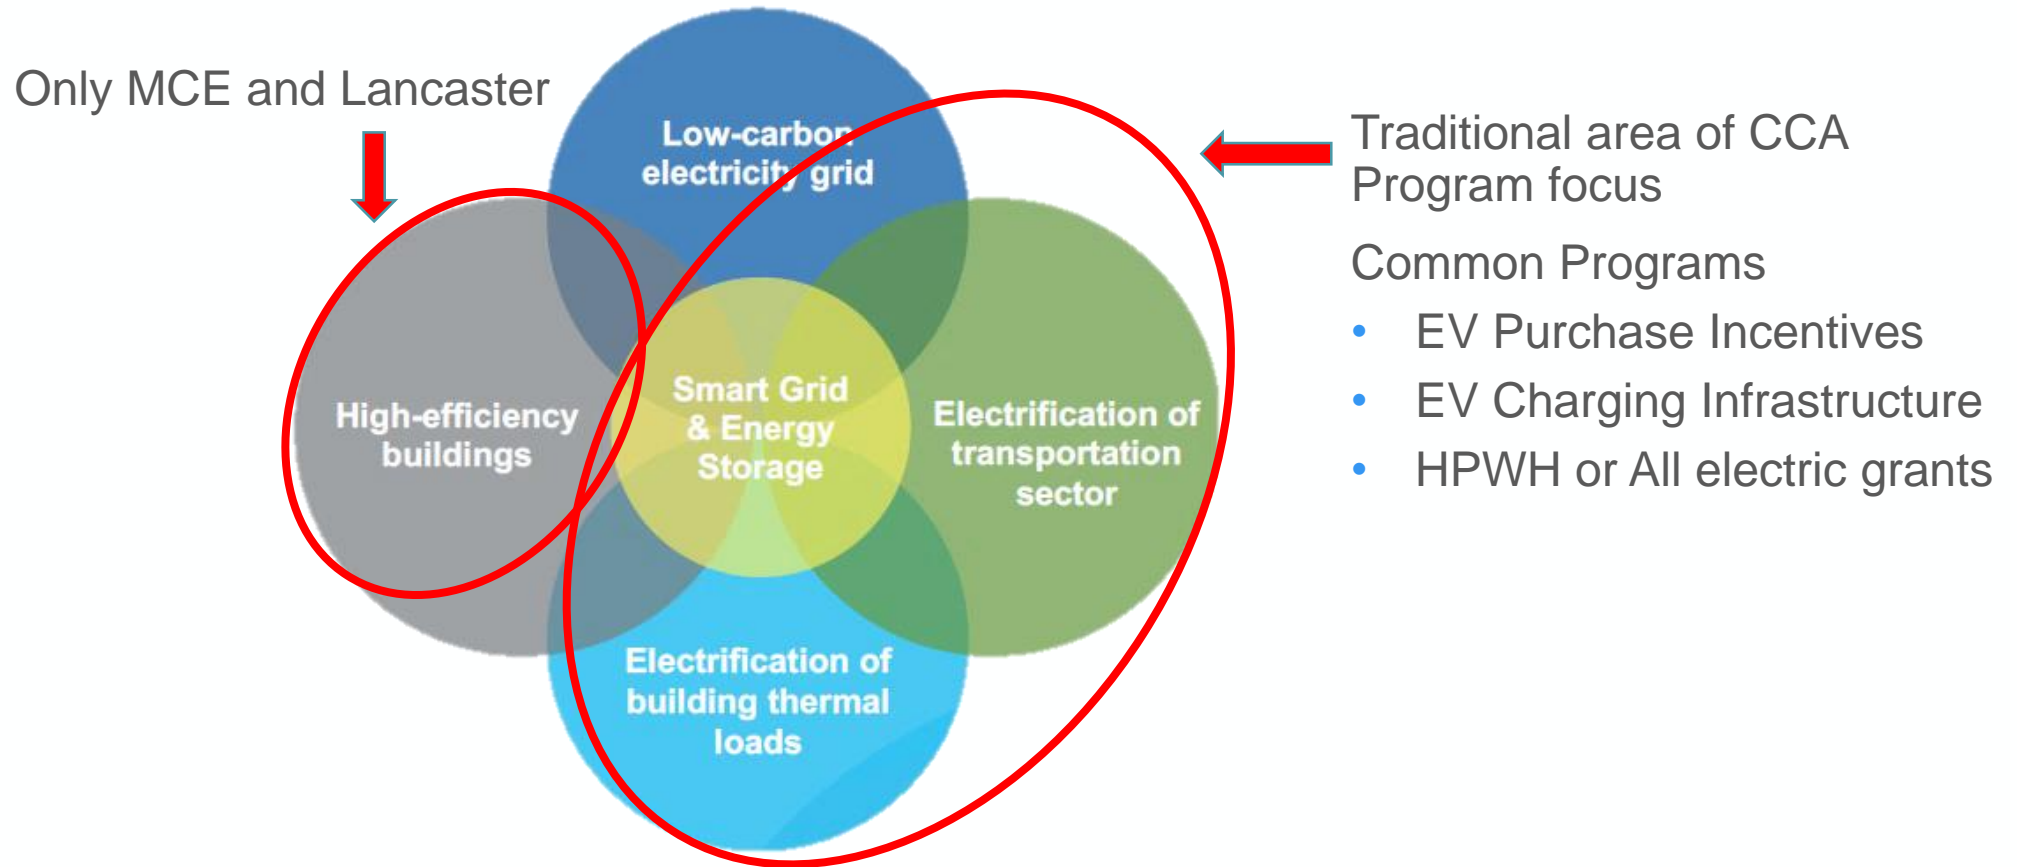 Only MCE and Lancaster
Low-carbon
electricity grid
High-efficiency
buildings
Smart Grid
& Energy
Storage
Electrification of
transportation
sector
Electrification of
building thermal
loads
Traditional area of CCA
Program focus
Common Programs
• EV Purchase Incentives
• EV Charging Infrastructure
• HPWH or All electric grants